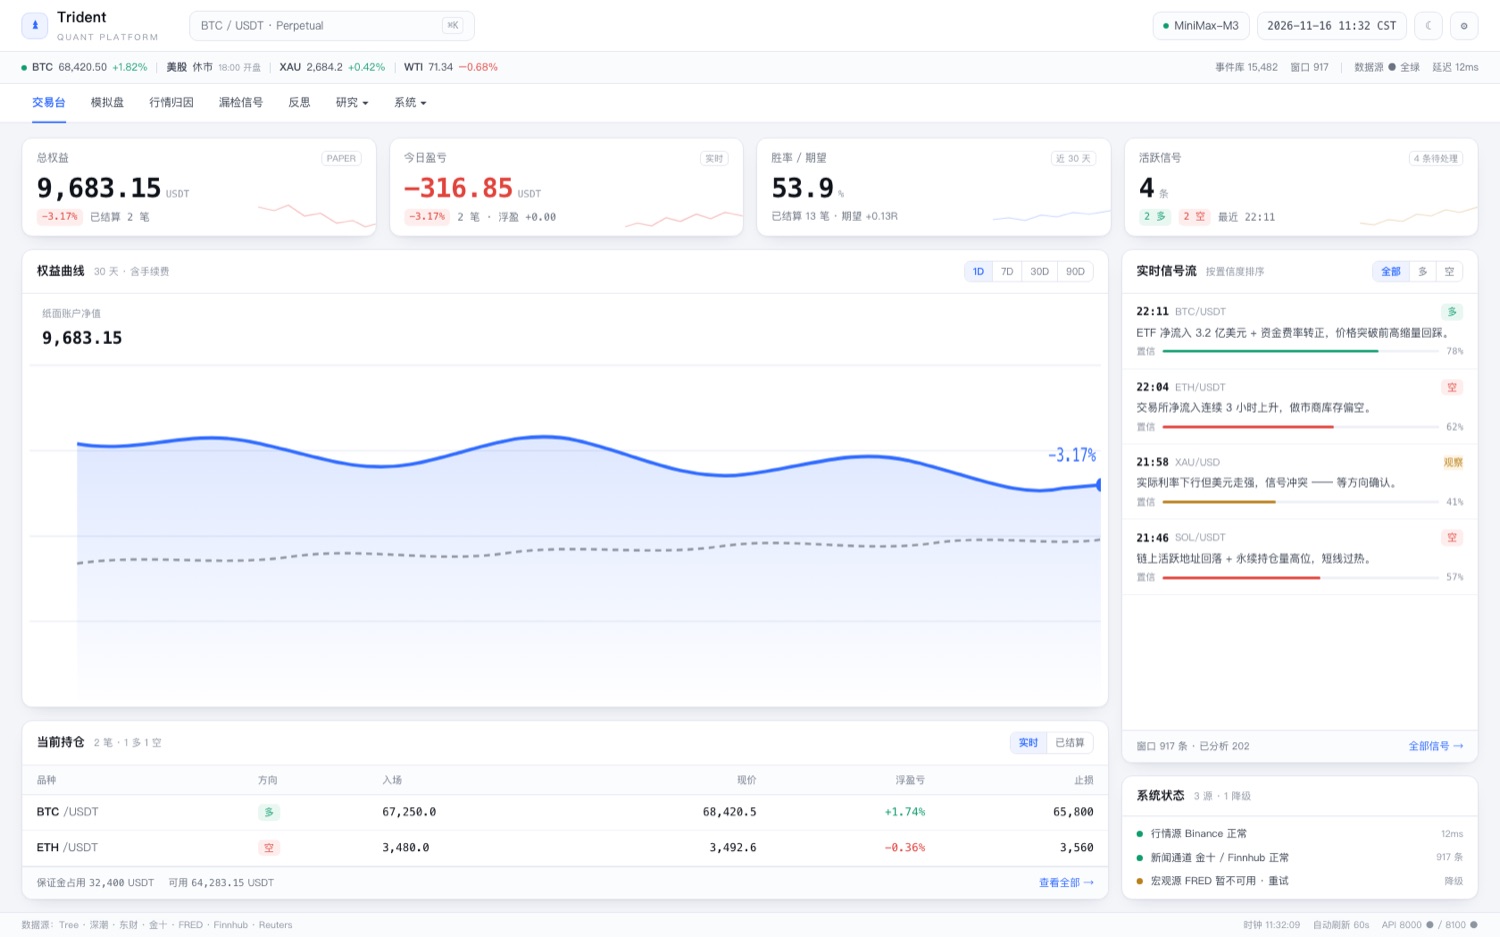 Trident
QUANT PLATFORM
BTC / USDT · Perpetual
⌘K
MiniMax-M3
2026-11-16 11:32 CST
BTC 68,420.50 +1.82%
美股 休市 18:00 开盘
XAU 2,684.2 +0.42%
WTI 71.34 −0.68%
事件库 15,482 窗口 917
数据源 ● 全绿 延迟 12ms
交易台 模拟盘 行情归因 漏检信号 反思 研究 系统
总权益
PAPER
9,683.15 USDT
−3.17% 已结算 2 笔
今日盈亏
实时
−316.85 USDT
−3.17% 2 笔 · 浮盈 +0.00
胜率 / 期望
近 30 天
53.9 %
已结算 13 笔 · 期望 +0.13R
活跃信号
4 条待处理
4 条
2 多 2 空 最近 22:11
权益曲线 30 天 · 含手续费
1D 7D 30D 90D
纸面账户净值
9,683.15
−3.17%
实时信号流 按置信度排序
全部 多 空
22:11 BTC/USDT 多
ETF 净流入 3.2 亿美元 + 资金费率转正，价格突破前高缩量回踩。
置信 78%
22:04 ETH/USDT 空
交易所净流入连续 3 小时上升，做市商库存偏空。
置信 62%
21:58 XAU/USD 观察
实际利率下行但美元走强，信号冲突 —— 等方向确认。
置信 41%
21:46 SOL/USDT 空
链上活跃地址回落 + 永续持仓量高位，短线过热。
置信 57%
窗口 917 条 · 已分析 202
全部信号 →
当前持仓 2 笔 · 1 多 1 空
实时 已结算
品种 方向 入场 现价 浮盈亏 止损
BTC /USDT 多 67,250.0 68,420.5 +1.74% 65,800
ETH /USDT 空 3,480.0 3,492.6 −0.36% 3,560
保证金占用 32,400 USDT 可用 64,283.15 USDT
查看全部 →
系统状态 3 源 · 1 降级
行情源 Binance 正常 12ms
新闻通道 金十 / Finnhub 正常 917 条
宏观源 FRED 暂不可用 · 重试 降级
数据源：Tree · 深潮 · 东财 · 金十 · FRED · Finnhub · Reuters
时钟 11:32:09 自动刷新 60s API 8000 ● / 8100 ●